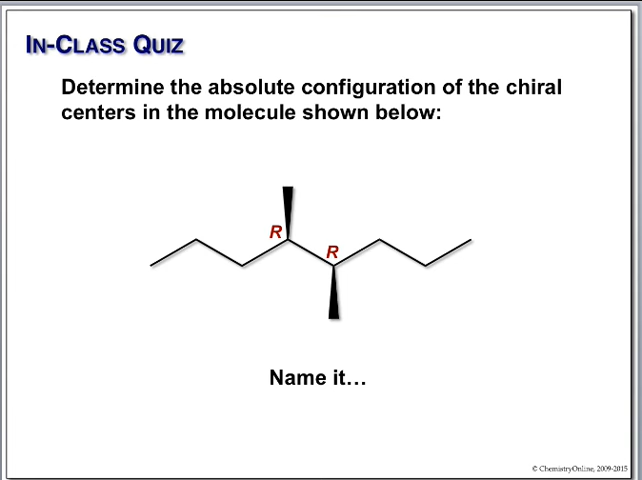 IN-CLASS QUIZ
Determine the absolute configuration of the chiral
centers in the molecule shown below:
R
R
Name it…
© ChemistryOnline, 2009-2015